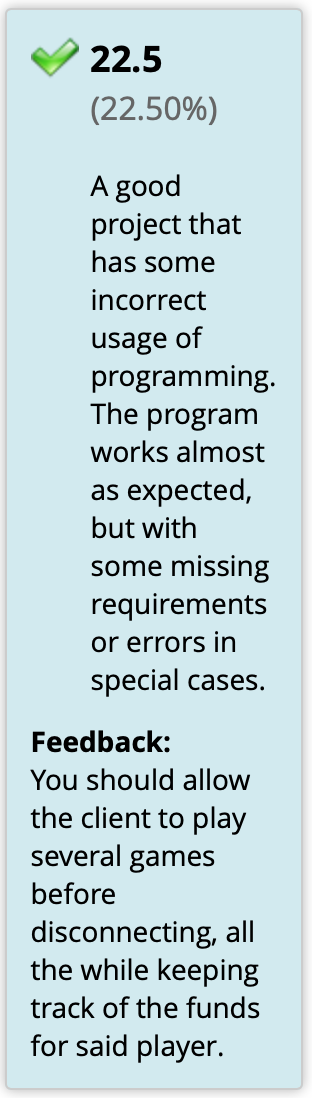 22.5
(22.50%)
A good
project that
has some
incorrect
usage of
programming.
The program
works almost
as expected,
but with
some missing
requirements
or errors in
special cases.
Feedback:
You should allow
the client to play
several games
before
disconnecting, all
the while keeping
track of the funds
for said player.